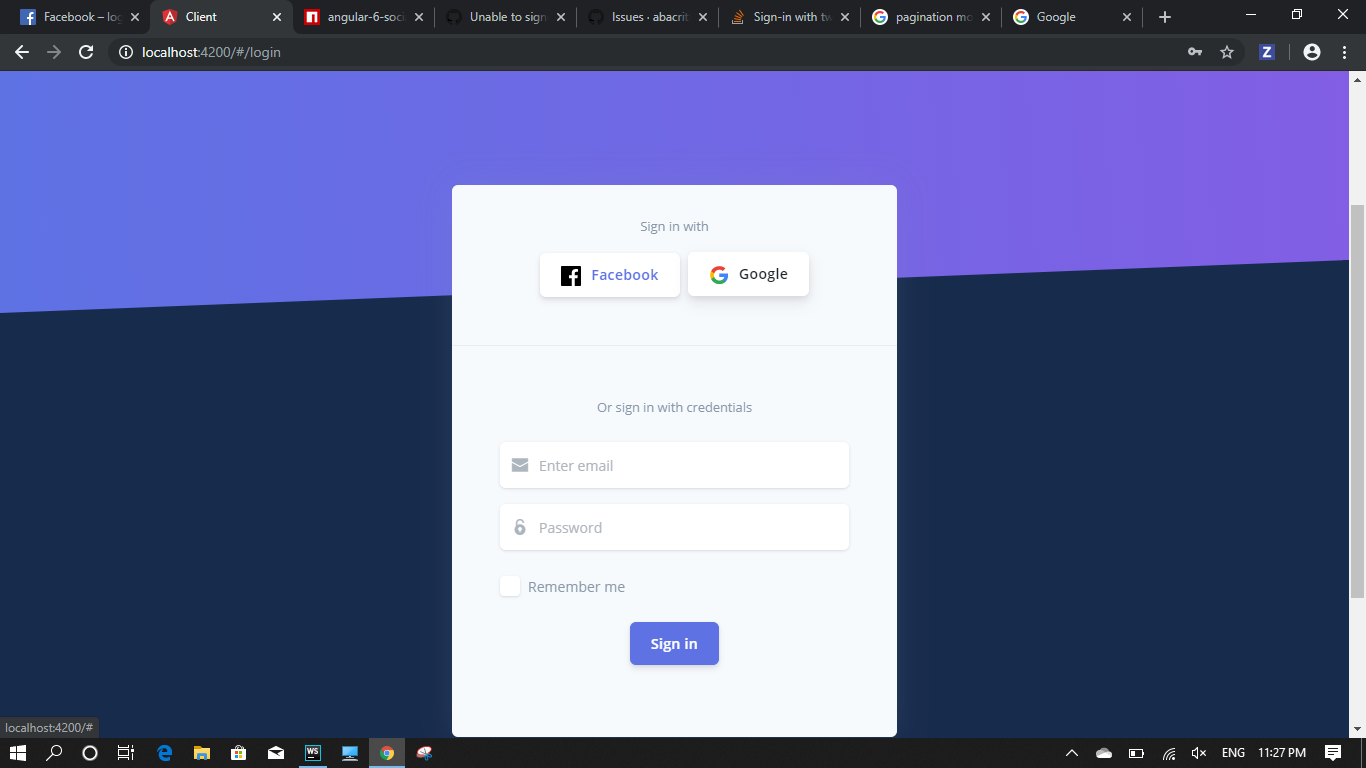 Facebook – log
Client
angular-6-soci
Unable to sign
Issues · abacrit
Sign-in with tw
pagination mo
Google
localhost:4200/#/login
Z
Sign in with
Facebook
Google
Or sign in with credentials
Enter email
Password
Remember me
Sign in
localhost:4200/#
WS
ENG
11:27 PM